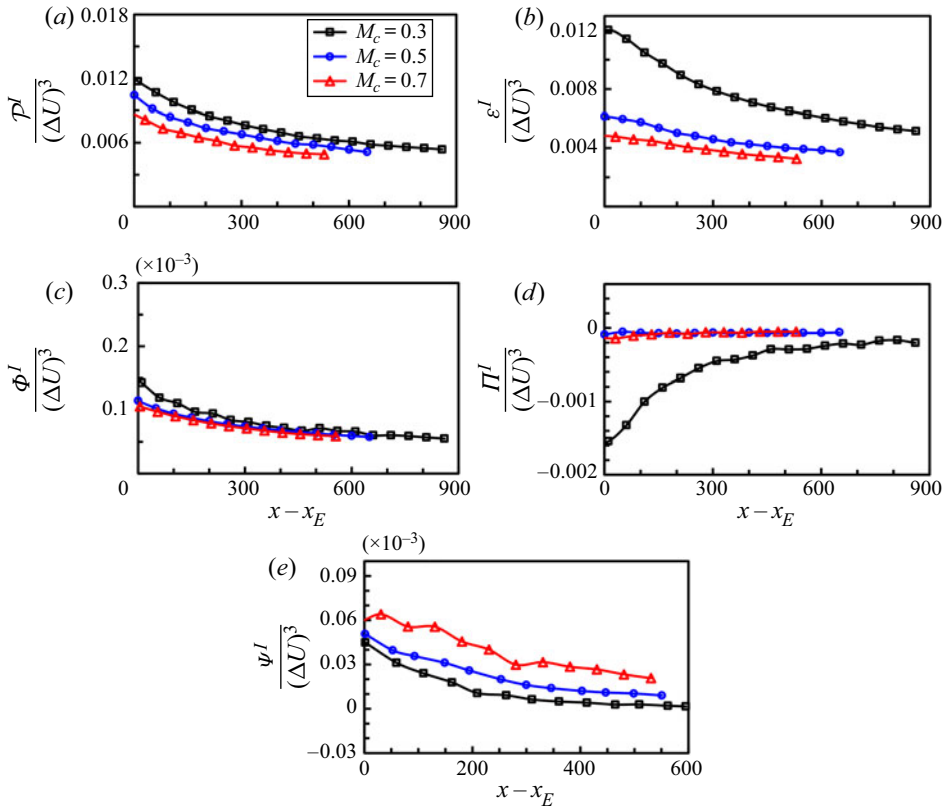 (a)
0.018
0.012
0.006
𝒫^I
(ΔU)^3
0 300 600 900
M_c = 0.3
M_c = 0.5
M_c = 0.7
(b)
0.012
0.008
0.004
ε^I
(ΔU)^3
0 300 600 900
(c)
(×10^–3)
0.3
0.2
0.1
Φ^I
(ΔU)^3
0 300 600 900
x – x_E
(d)
0
–0.001
–0.002
Π^I
(ΔU)^3
0 300 600 900
x – x_E
(e)
(×10^–3)
0.09
0.06
0.03
0
–0.03
Ψ^I
(ΔU)^3
0 200 400 600
x – x_E